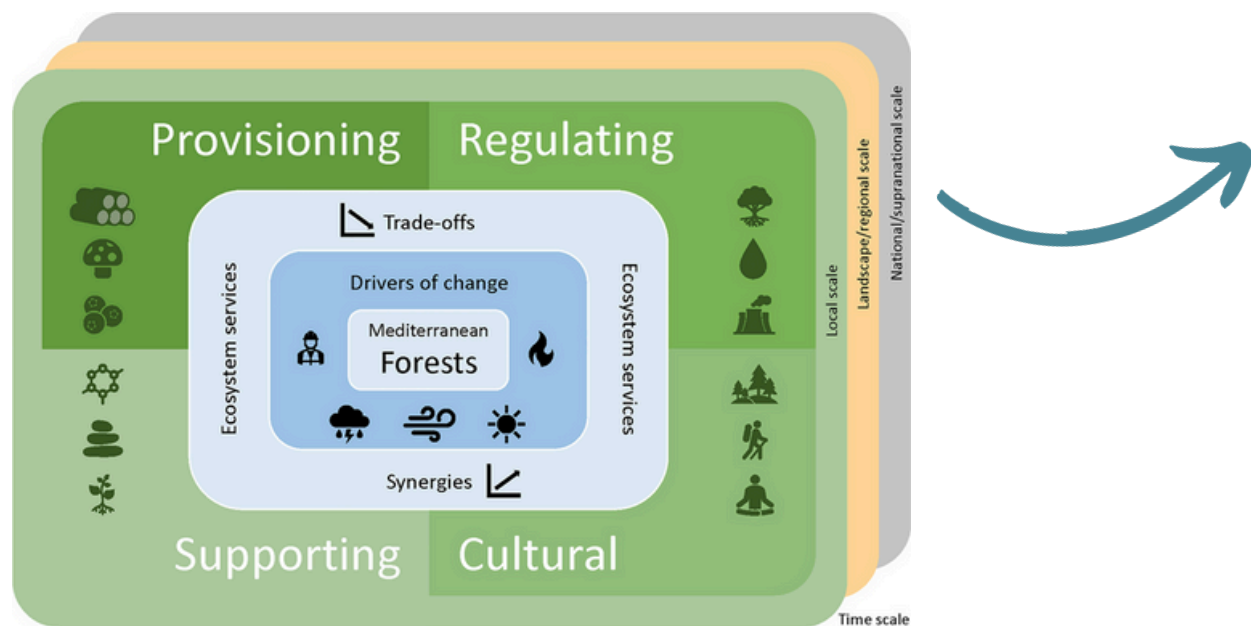 Provisioning
Regulating
Trade-offs
Ecosystem services
Drivers of change
Mediterranean
Forests
Ecosystem services
Synergies
Supporting
Cultural
Local scale
Landscape/regional scale
National/supranational scale
Time scale